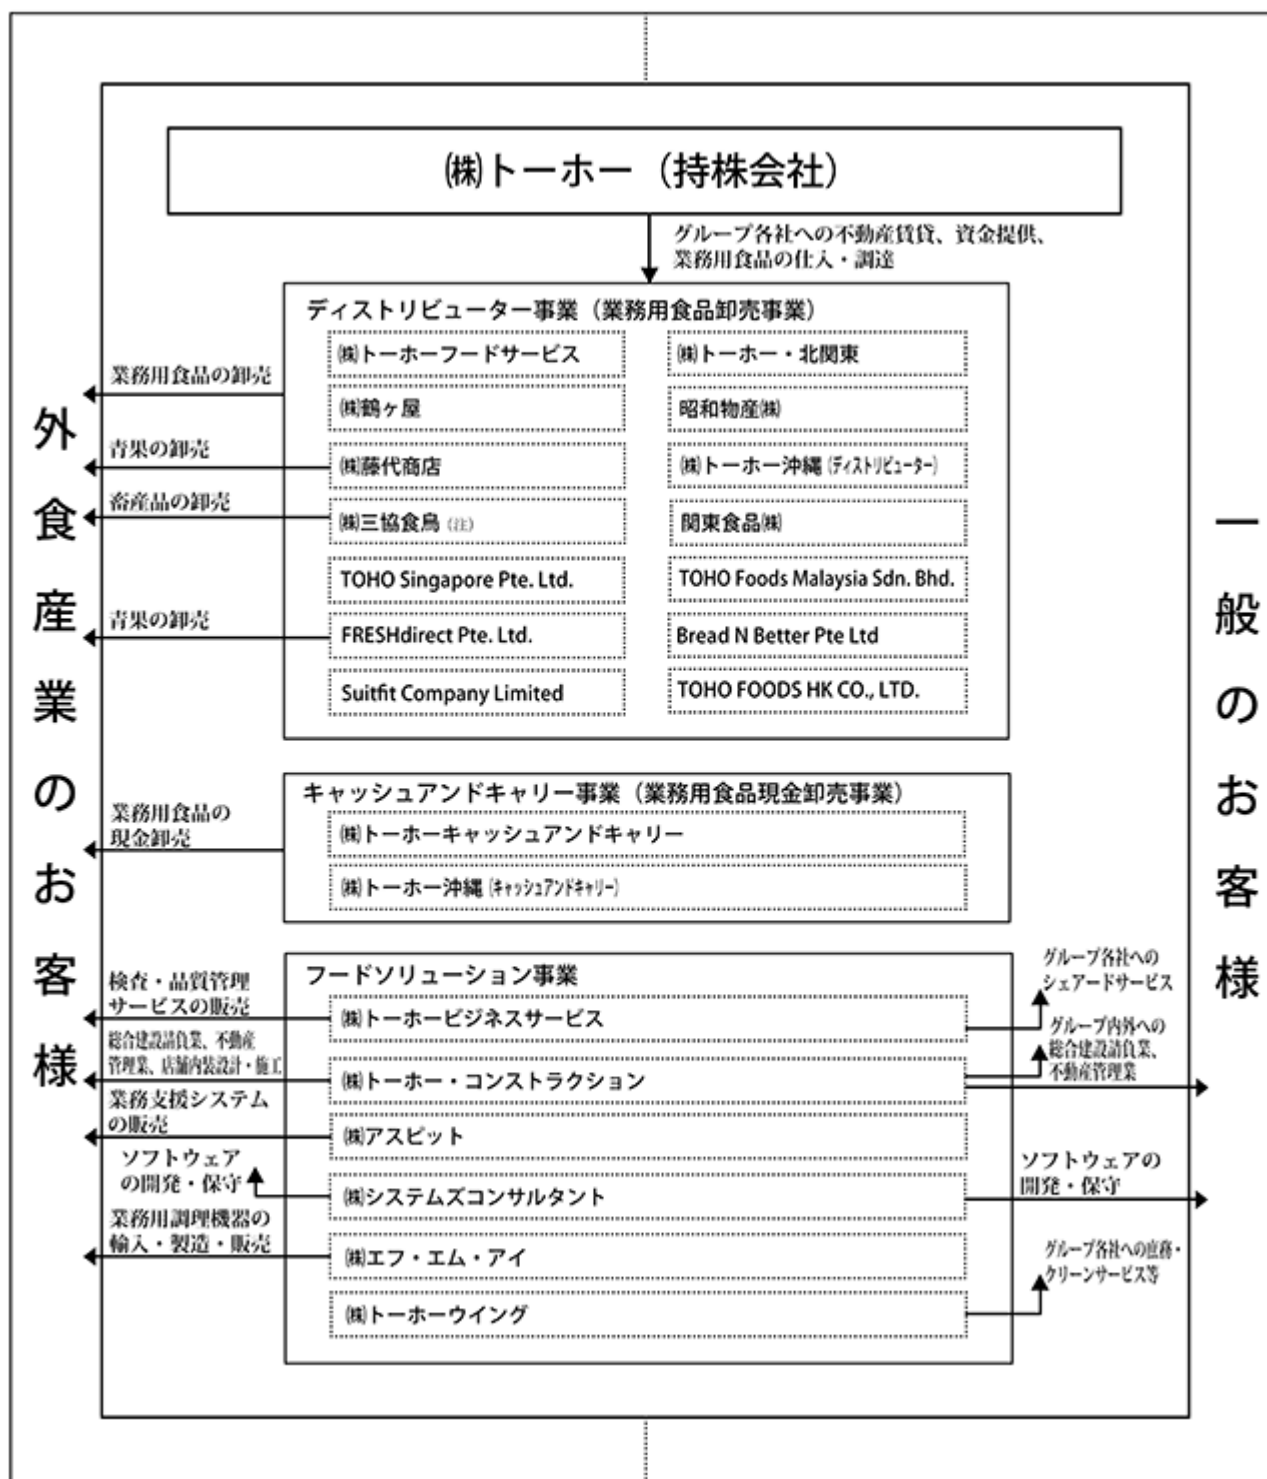 ㈱トーホー（持株会社）
グループ各社への不動産賃貸、資金提供、
業務用食品の仕入・調達
外食産業のお客様
一般のお客様
ディストリビューター事業（業務用食品卸売事業）
㈱トーホーフードサービス
㈱トーホー・北関東
業務用食品の卸売
㈱鶴ヶ屋
昭和物産㈱
青果の卸売
㈱藤代商店
㈱トーホー沖縄（ディストリビューター）
畜産品の卸売
㈱三協食鳥（注）
関東食品㈱
TOHO Singapore Pte. Ltd.
TOHO Foods Malaysia Sdn. Bhd.
青果の卸売
FRESHdirect Pte. Ltd.
Bread N Better Pte Ltd
Suitfit Company Limited
TOHO FOODS HK CO., LTD.
キャッシュアンドキャリー事業（業務用食品現金卸売事業）
業務用食品の
現金卸売
㈱トーホーキャッシュアンドキャリー
㈱トーホー沖縄（キャッシュアンドキャリー）
フードソリューション事業
検査・品質管理
サービスの販売
㈱トーホービジネスサービス
グループ各社への
シェアードサービス
総合建設請負業、不動産
管理業、店舗内装設計・施工
㈱トーホー・コンストラクション
グループ内外への
総合建設請負業、
不動産管理業
業務支援システム
の販売
㈱アスピット
ソフトウェア
の開発・保守
㈱システムズコンサルタント
ソフトウェアの
開発・保守
業務用調理機器の
輸入・製造・販売
㈱エフ・エム・アイ
㈱トーホーウイング
グループ各社への庶務・
クリーンサービス等